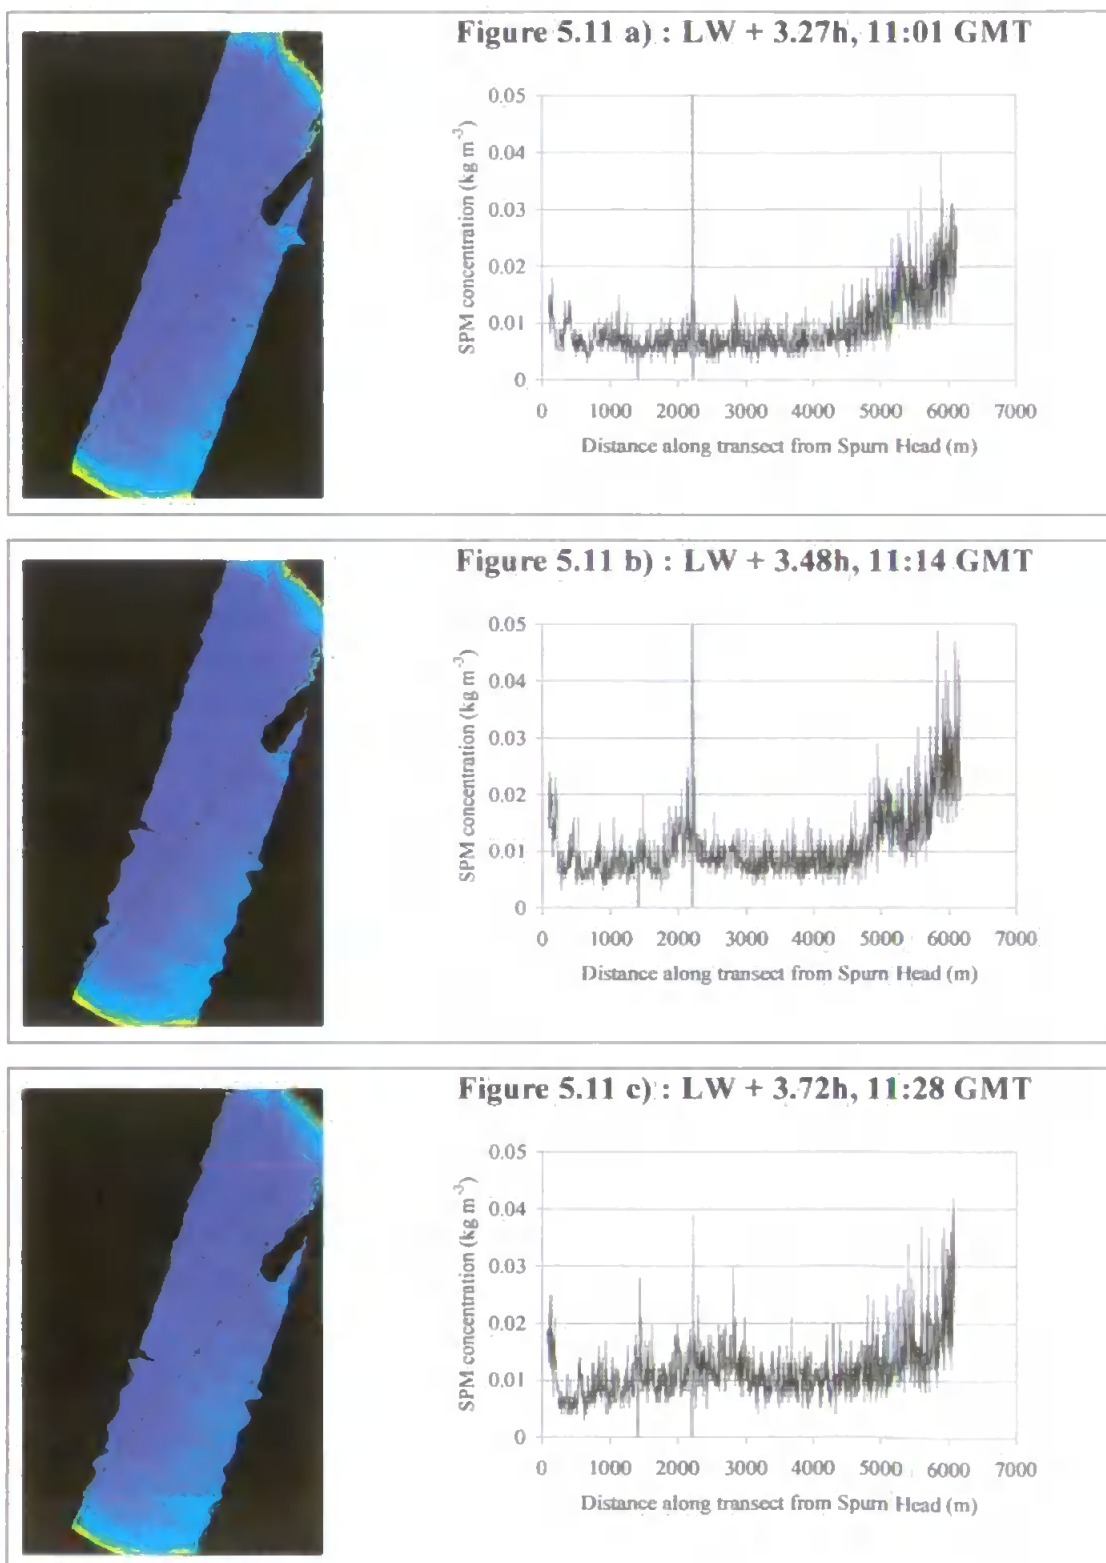 Figure 5.11 a) : LW + 3.27h, 11:01 GMT
SPM concentration (kg m-3)
0.05
0.04
0.03
0.02
0.01
0
0 1000 2000 3000 4000 5000 6000 7000
Distance along transect from Spurn Head (m)
Figure 5.11 b) : LW + 3.48h, 11:14 GMT
SPM concentration (kg m-3)
0.05
0.04
0.03
0.02
0.01
0
0 1000 2000 3000 4000 5000 6000 7000
Distance along transect from Spurn Head (m)
Figure 5.11 c) : LW + 3.72h, 11:28 GMT
SPM concentration (kg m-3)
0.05
0.04
0.03
0.02
0.01
0
0 1000 2000 3000 4000 5000 6000 7000
Distance along transect from Spurn Head (m)